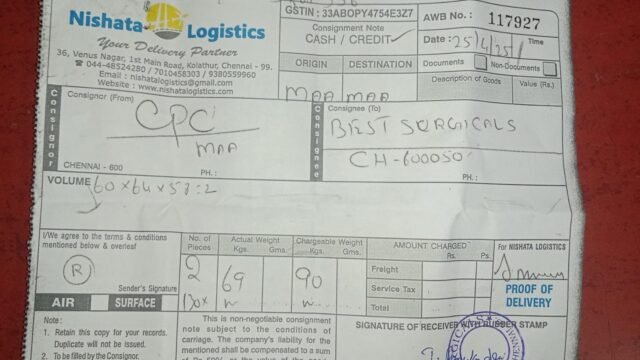 Nishata Logistics
Your Delivery Partner
36, Venus Nagar, 1st Main Road, Kolathur, Chennai - 99.
☎ 044-48524280 / 7010458303 / 9380559960
Email : nishatalogistics@gmail.com
Website : www.nishatalogistics.com
GSTIN : 33ABOPY4754E3Z7
Consignment Note
CASH / CREDIT ✓
AWB No. : 117927
Date : 25/4/25 Time
ORIGIN DESTINATION
MAA MAA
Documents Non-Documents
Description of Goods Value (Rs.)
Consignor
Consignor (From)
CPC
MAA
CHENNAI - 600 PH. :
Consignee
Consignee (To)
BEST SURGICALS
CH-600050
PH. :
VOLUME 60×64×58=2
I/We agree to the terms & conditions
mentioned below & overleaf
R
Sender's Signature
AIR SURFACE
No. of Pieces
2
BOX
Actual Weight
Kgs. Gms.
69
Chargeable Weight
Kgs. Gms.
90
AMOUNT CHARGED
Rs. Ps.
Freight
Service Tax
Total
For NISHATA LOGISTICS
PROOF OF
DELIVERY
Note :
1. Retain this copy for your records.
Duplicate will not be issued.
2. To be filled by the Consignor.
This is non-negotiable consignment
note subject to the conditions of
carriage. The company's liability for
the mentioned shall be compensated to a sum
SIGNATURE OF RECEIVER WITH RUBBER STAMP